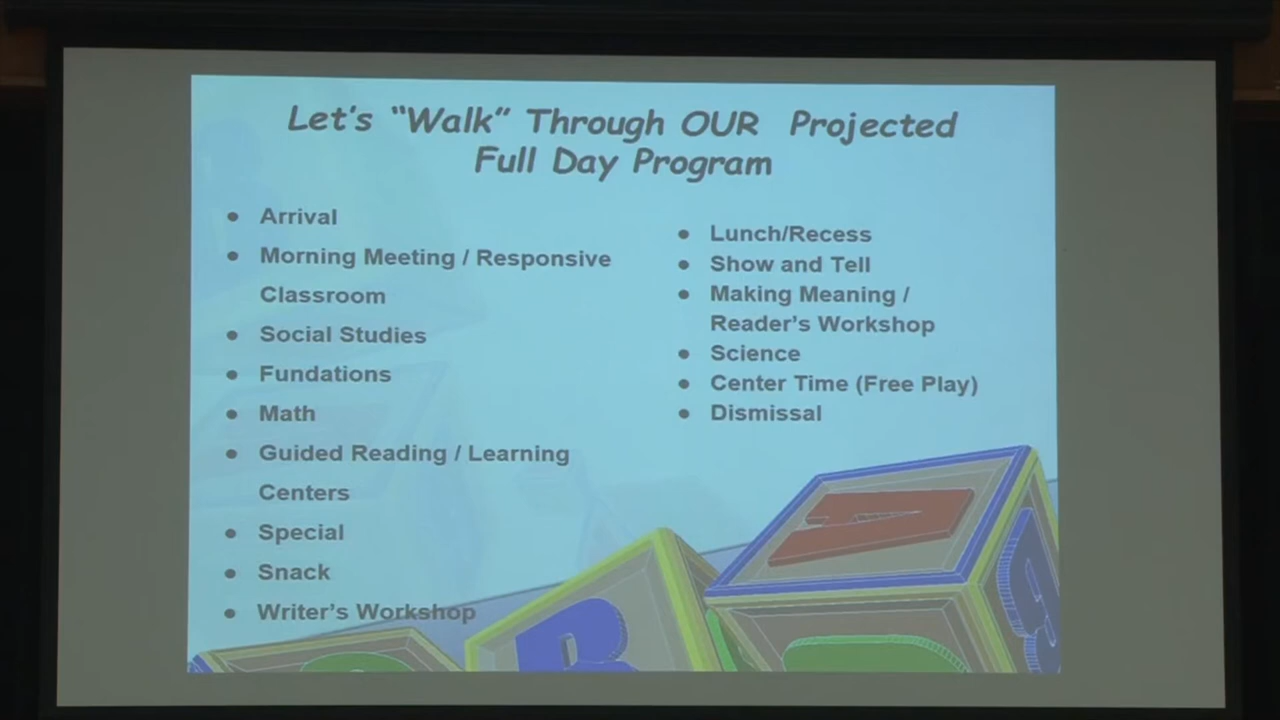 Let's “Walk” Through OUR Projected
Full Day Program
● Arrival
● Morning Meeting / Responsive
Classroom
● Social Studies
● Fundations
● Math
● Guided Reading / Learning
Centers
● Special
● Snack
● Writer's Workshop
● Lunch/Recess
● Show and Tell
● Making Meaning /
Reader's Workshop
● Science
● Center Time (Free Play)
● Dismissal
A
B